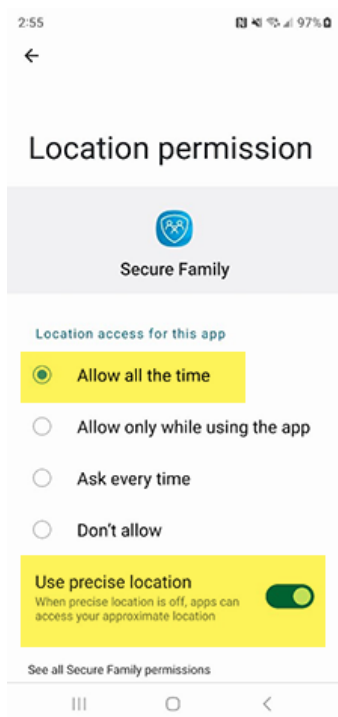 2:55 97%
Location permission
Secure Family
Location access for this app
Allow all the time
Allow only while using the app
Ask every time
Don't allow
Use precise location
When precise location is off, apps can
access your approximate location
See all Secure Family permissions